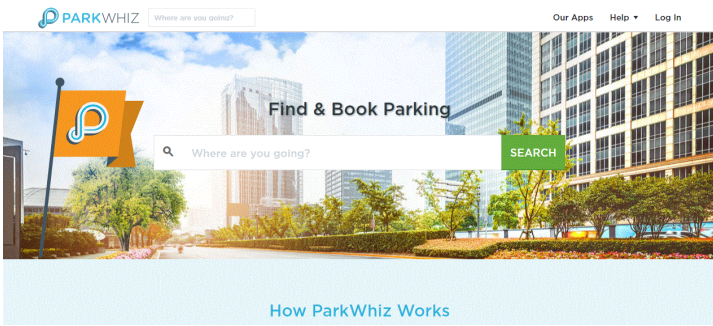 PARKWHIZ
Where are you going?
Our Apps
Help
Log In
Find & Book Parking
Where are you going?
SEARCH
How ParkWhiz Works